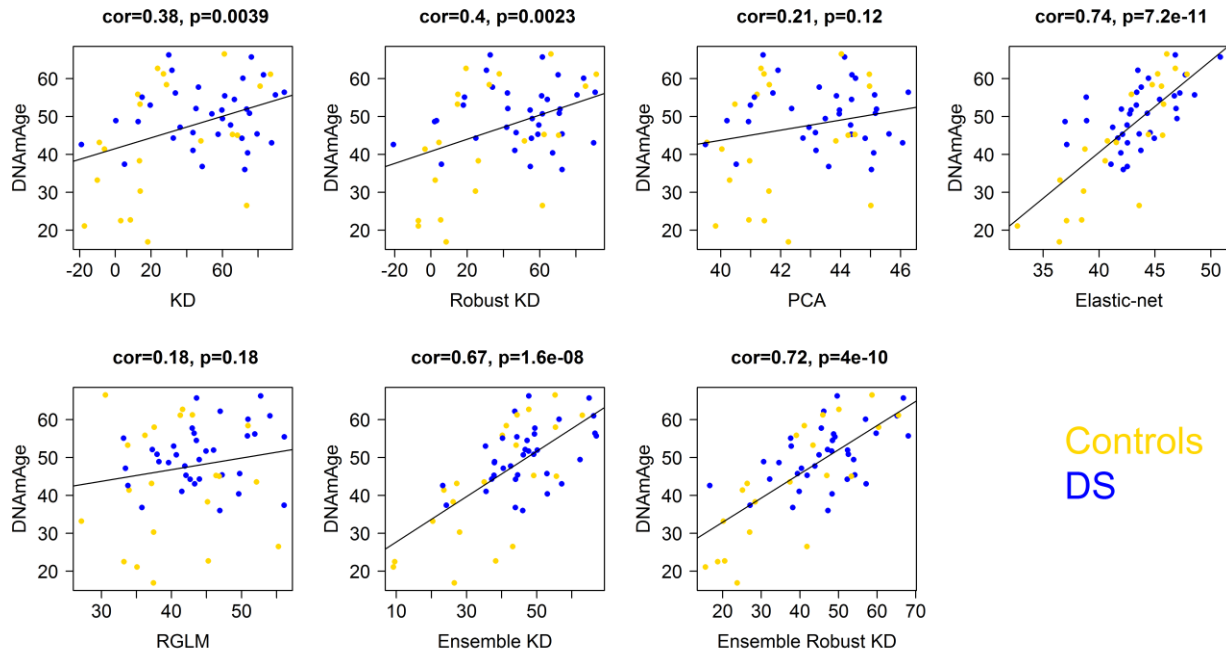 cor=0.38, p=0.0039
DNAmAge
60
50
40
30
20
-20 0 20 60
KD
cor=0.4, p=0.0023
DNAmAge
60
50
40
30
20
-20 0 20 60
Robust KD
cor=0.21, p=0.12
DNAmAge
60
50
40
30
20
40 42 44 46
PCA
cor=0.74, p=7.2e-11
DNAmAge
60
50
40
30
20
35 40 45 50
Elastic-net
cor=0.18, p=0.18
DNAmAge
60
50
40
30
20
30 40 50
RGLM
cor=0.67, p=1.6e-08
DNAmAge
60
50
40
30
20
10 30 50
Ensemble KD
cor=0.72, p=4e-10
DNAmAge
60
50
40
30
20
20 30 40 50 60 70
Ensemble Robust KD
Controls
DS